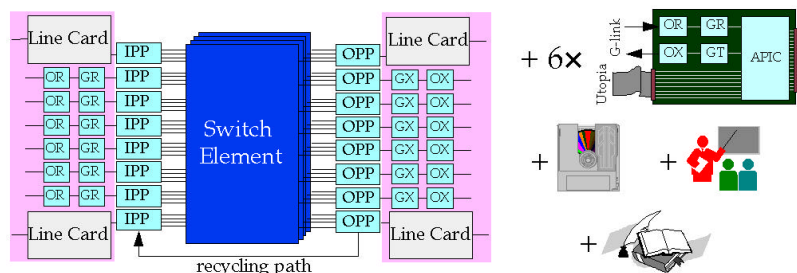 Line Card
IPP
OPP
Line Card
OR GR IPP OPP GX OX
OR GR IPP OPP GX OX
OR GR IPP OPP GX OX
Switch
Element
OR GR IPP OPP GX OX
OR GR IPP OPP GX OX
OR GR IPP OPP GX OX
Line Card
IPP
OPP
Line Card
recycling path
+ 6×
G-link
Utopia
OR GR
OX GT
APIC
+
+
+